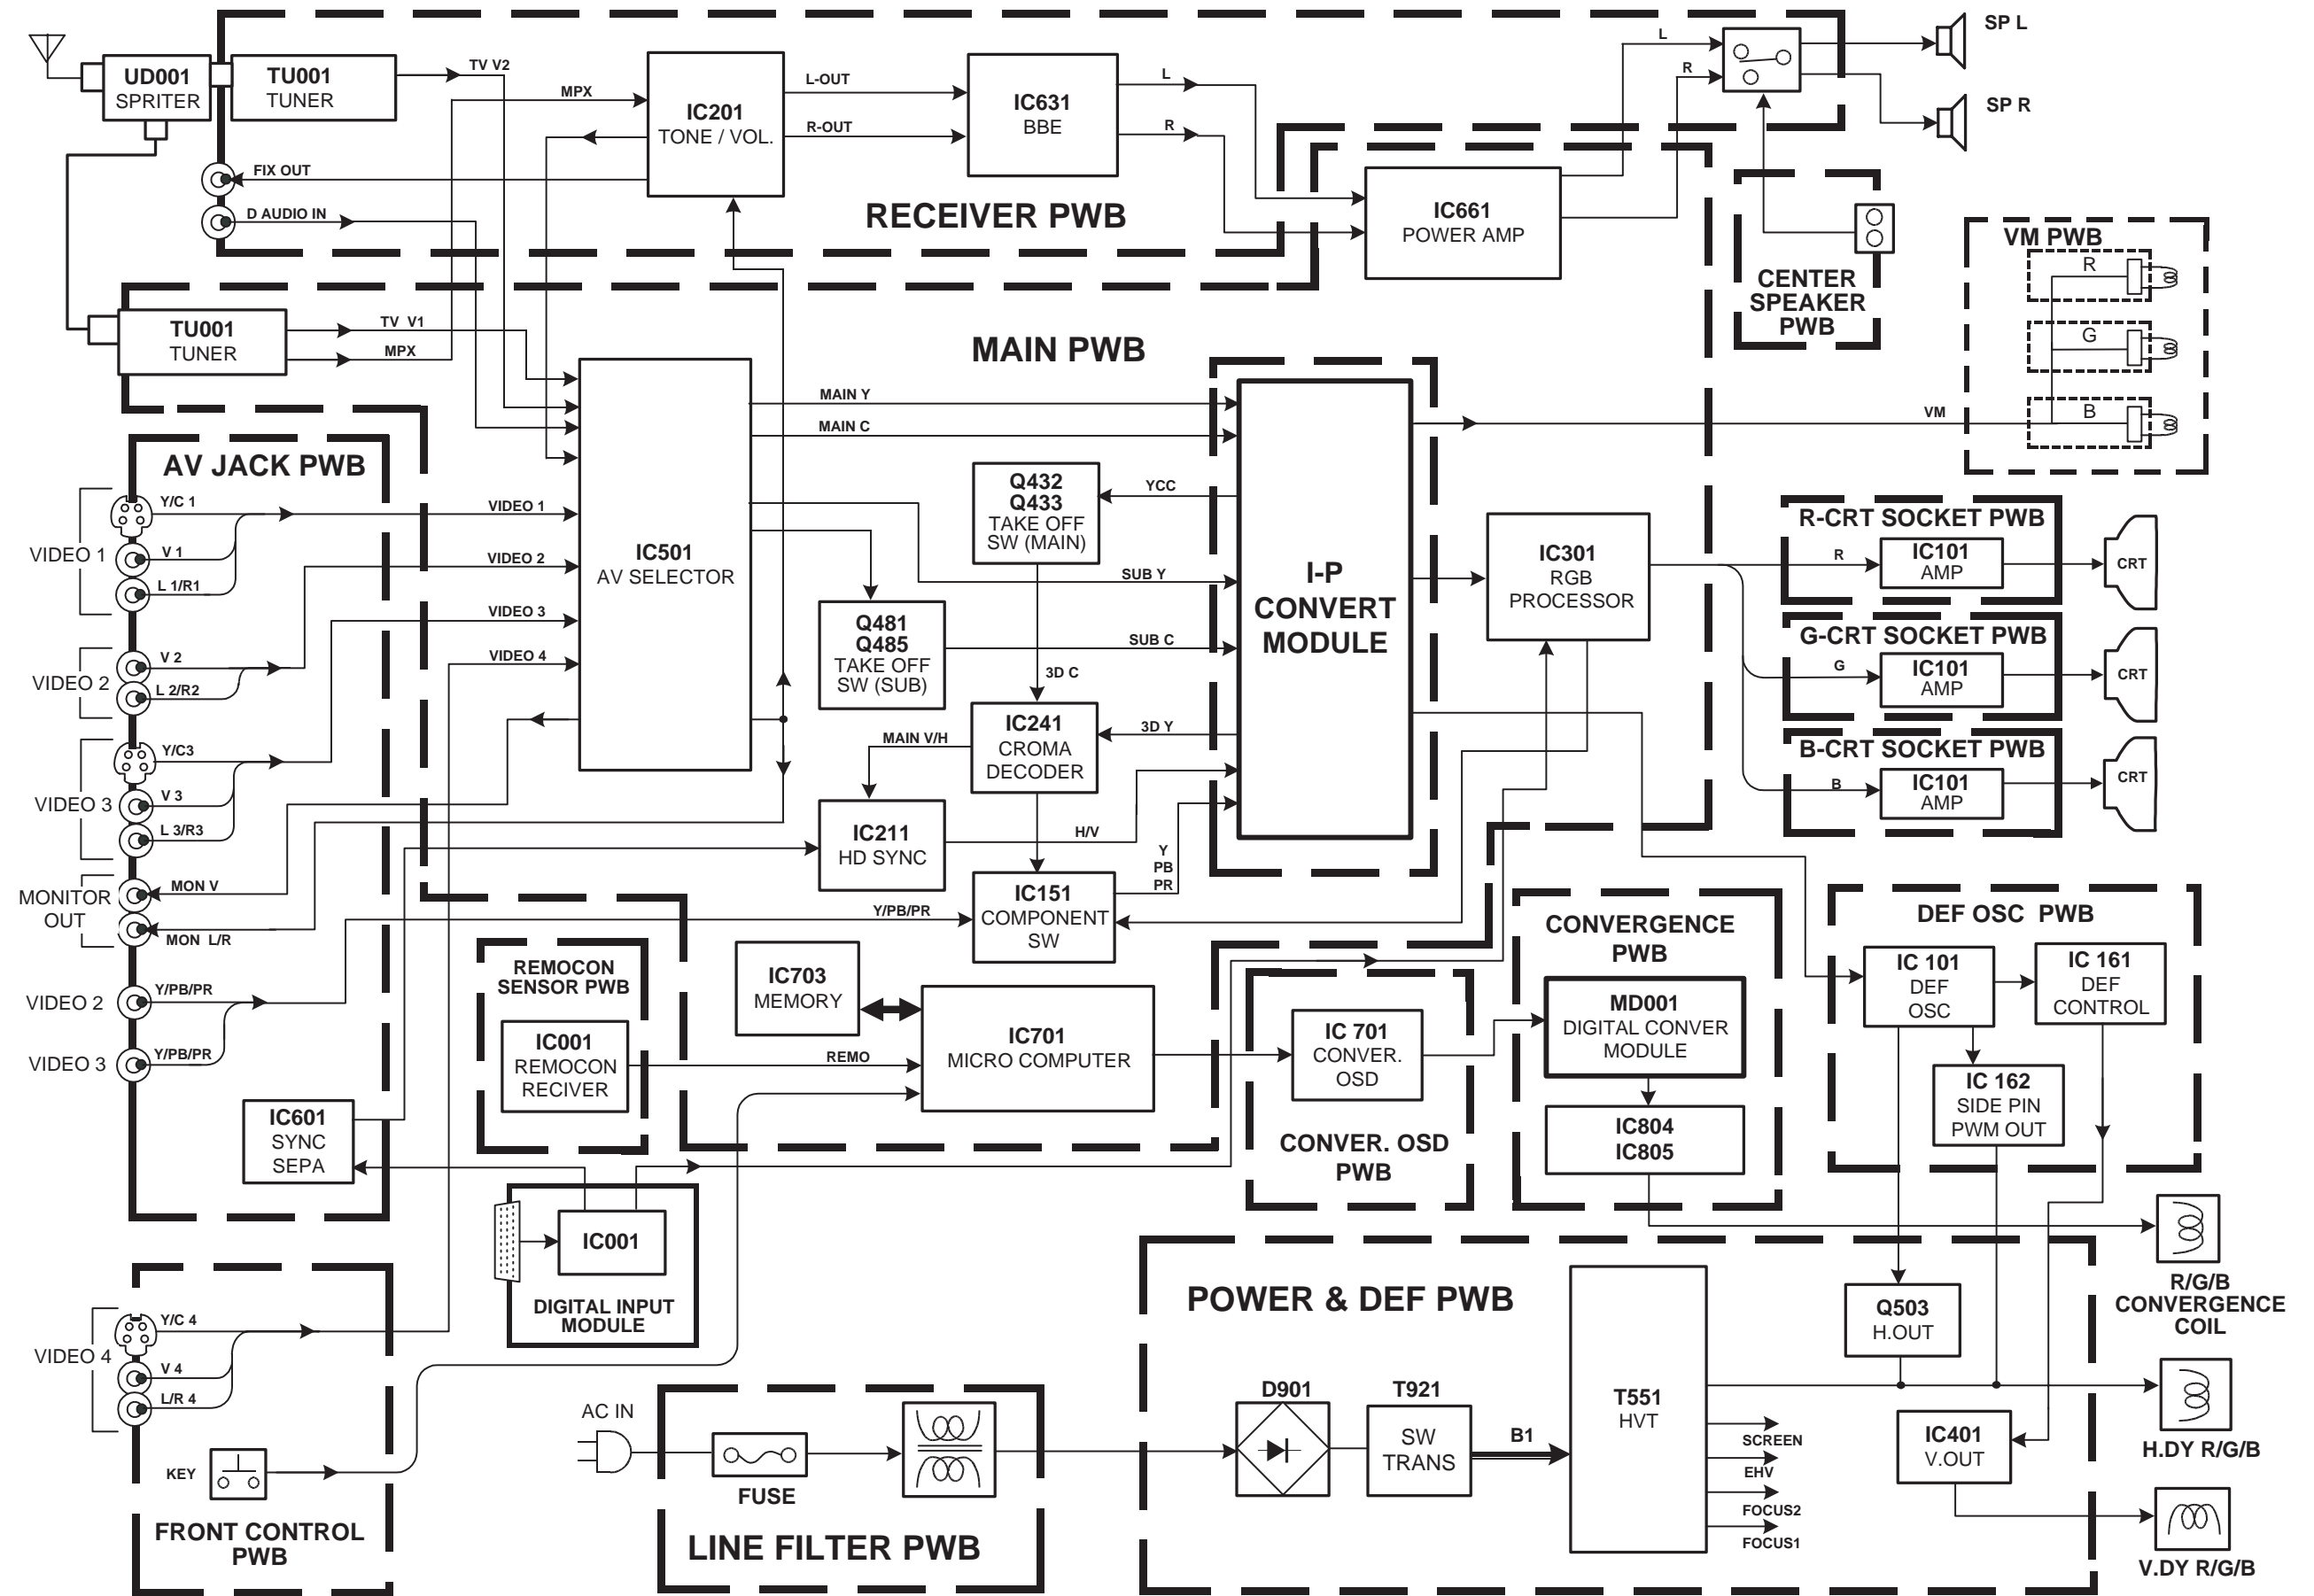 SP L
SP R
UD001
SPRITER
TU001
TUNER
TV V2
MPX
IC201
TONE / VOL.
L-OUT
R-OUT
IC631
BBE
L
R
L
R
FIX OUT
D AUDIO IN
RECEIVER PWB
IC661
POWER AMP
CENTER
SPEAKER
PWB
VM PWB
R
G
B
VM
TU001
TUNER
TV V1
MPX
MAIN PWB
AV JACK PWB
VIDEO 1
Y/C 1
V 1
L 1/R1
VIDEO 2
V 2
L 2/R2
VIDEO 3
Y/C3
V 3
L 3/R3
MONITOR
OUT
MON V
MON L/R
VIDEO 2
Y/PB/PR
VIDEO 3
Y/PB/PR
IC601
SYNC
SEPA
VIDEO 1
VIDEO 2
VIDEO 3
VIDEO 4
IC501
AV SELECTOR
MAIN Y
MAIN C
Q432
Q433
TAKE OFF
SW (MAIN)
YCC
SUB Y
Q481
Q485
TAKE OFF
SW (SUB)
SUB C
3D C
IC241
CROMA
DECODER
3D Y
MAIN V/H
IC211
HD SYNC
H/V
Y
PB
PR
IC151
COMPONENT
SW
Y/PB/PR
I-P
CONVERT
MODULE
IC301
RGB
PROCESSOR
R-CRT SOCKET PWB
R
IC101
AMP
CRT
G-CRT SOCKET PWB
G
IC101
AMP
CRT
B-CRT SOCKET PWB
B
IC101
AMP
CRT
REMOCON
SENSOR PWB
IC001
REMOCON
RECIVER
IC703
MEMORY
REMO
IC701
MICRO COMPUTER
IC 701
CONVER.
OSD
CONVER. OSD
PWB
CONVERGENCE
PWB
MD001
DIGITAL CONVER
MODULE
IC804
IC805
DEF OSC PWB
IC 101
DEF
OSC
IC 161
DEF
CONTROL
IC 162
SIDE PIN
PWM OUT
IC001
DIGITAL INPUT
MODULE
VIDEO 4
Y/C 4
V 4
L/R 4
KEY
FRONT CONTROL
PWB
AC IN
FUSE
LINE FILTER PWB
POWER & DEF PWB
D901
T921
SW
TRANS
B1
T551
HVT
SCREEN
EHV
FOCUS2
FOCUS1
Q503
H.OUT
IC401
V.OUT
R/G/B
CONVERGENCE
COIL
H.DY R/G/B
V.DY R/G/B